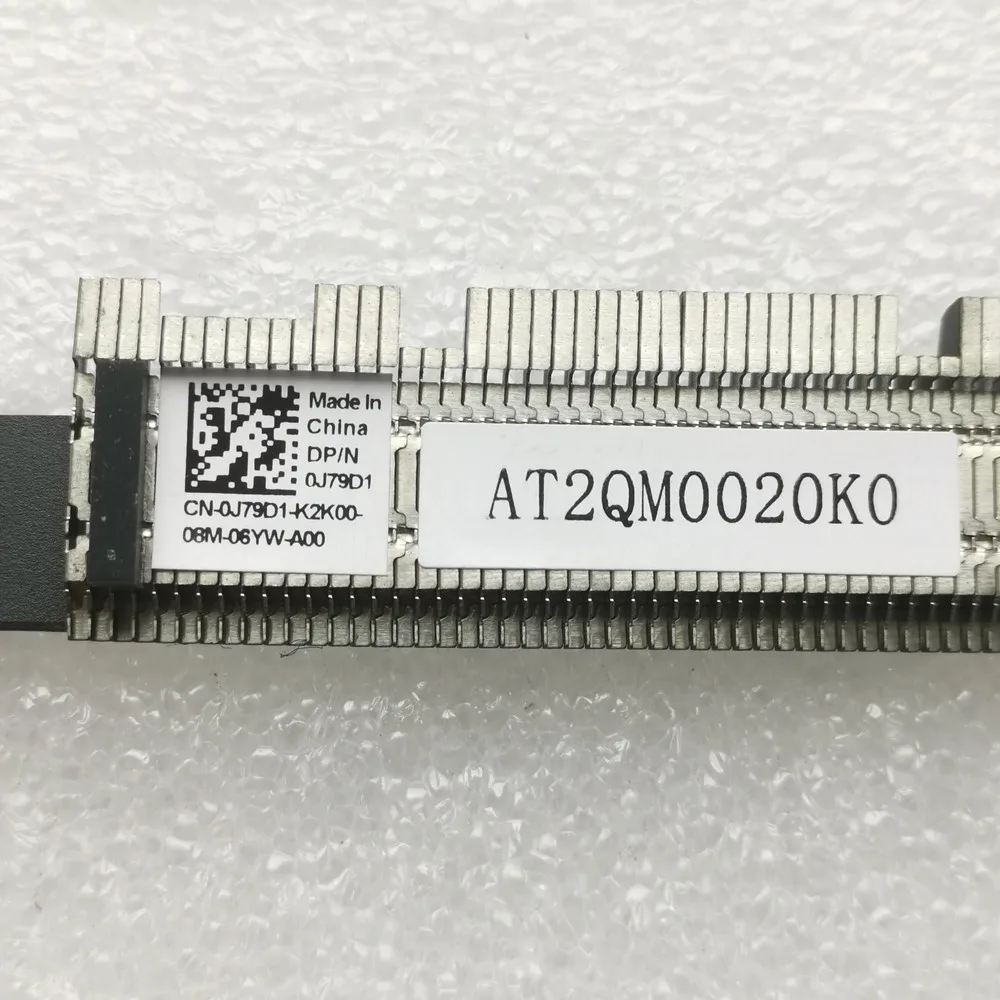 Made In
China
DP/N
0J79D1
CN-0J79D1-K2K00-
08M-06YW-A00
AT2QM0020K0